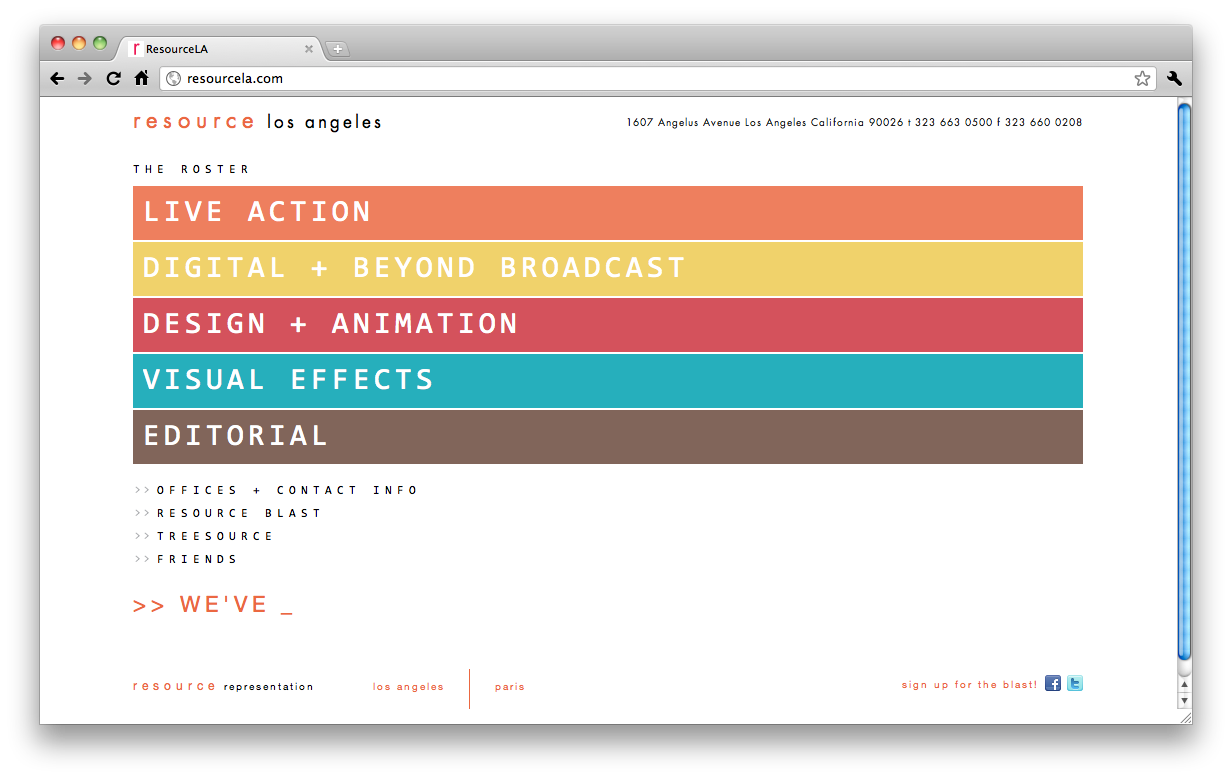 ResourceLA
resourcela.com
resource los angeles
1607 Angelus Avenue Los Angeles California 90026 t 323 663 0500 f 323 660 0208
THE ROSTER
LIVE ACTION
DIGITAL + BEYOND BROADCAST
DESIGN + ANIMATION
VISUAL EFFECTS
EDITORIAL
>> OFFICES + CONTACT INFO
>> RESOURCE BLAST
>> TREESOURCE
>> FRIENDS
>> WE'VE _
resource representation los angeles paris sign up for the blast!